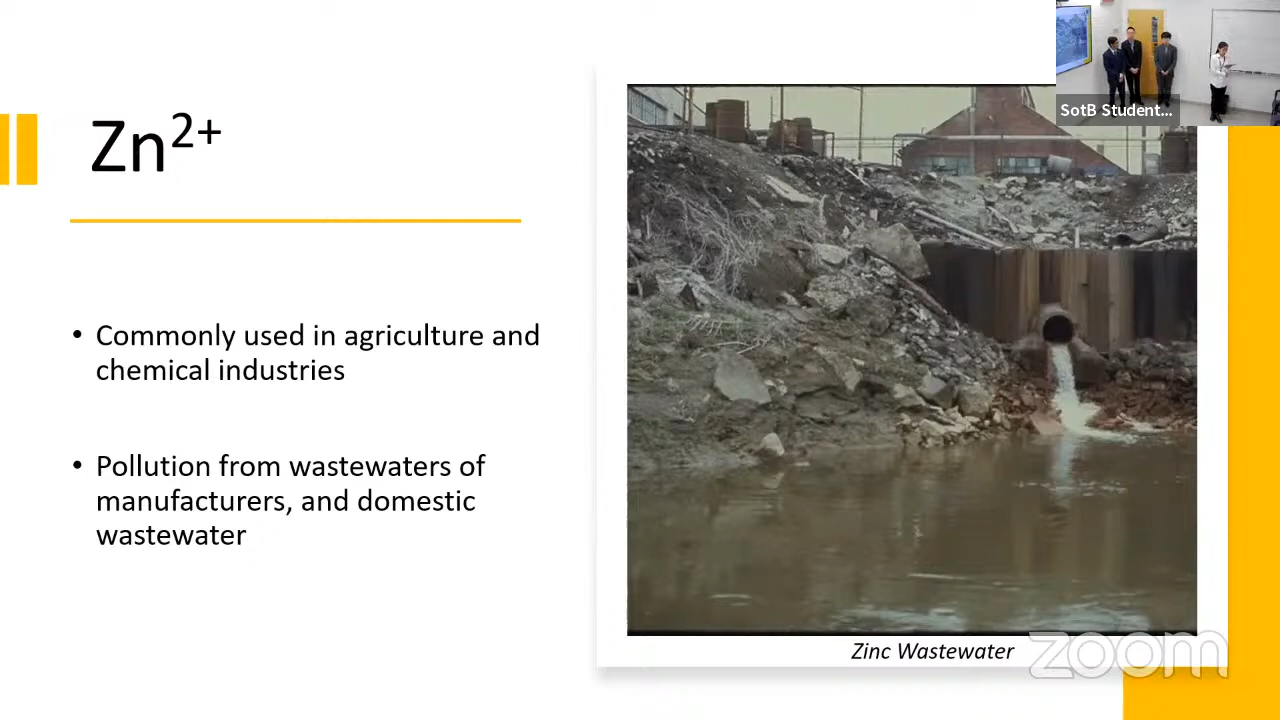 Zn²⁺
• Commonly used in agriculture and
chemical industries
• Pollution from wastewaters of
manufacturers, and domestic
wastewater
SotB Student...
Zinc Wastewater
zoom